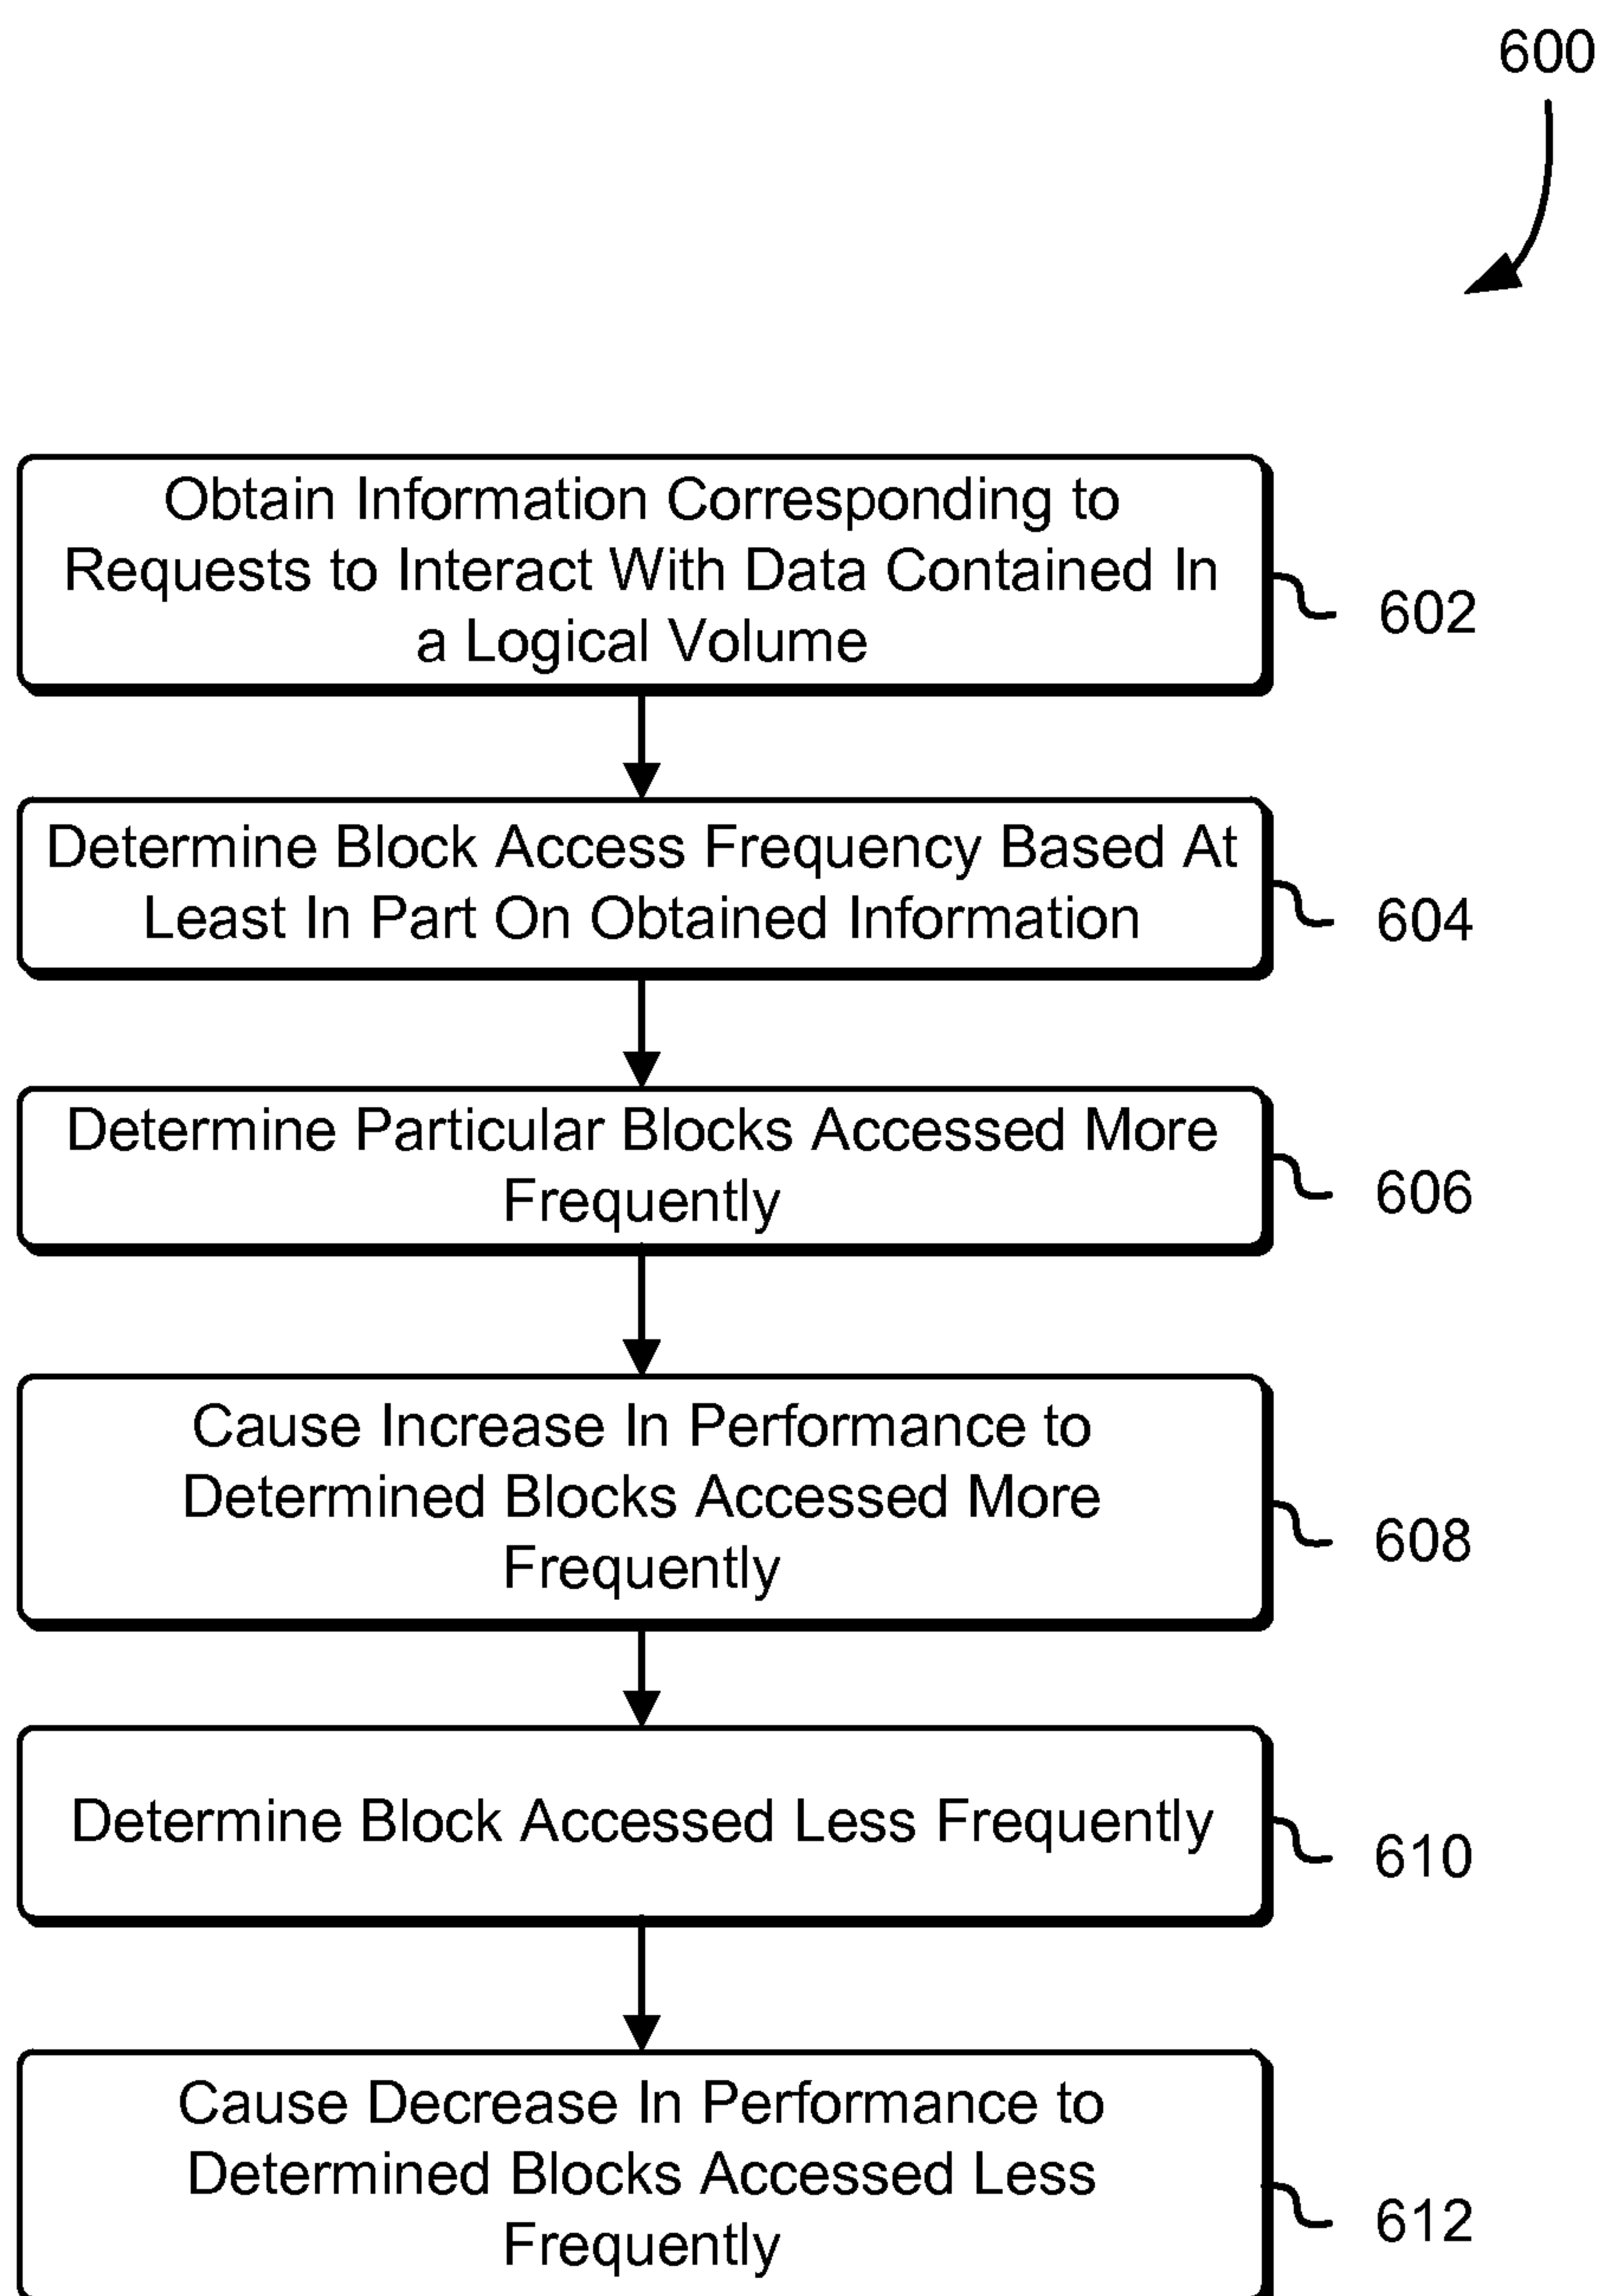 600
Obtain Information Corresponding to
Requests to Interact With Data Contained In
a Logical Volume
602
Determine Block Access Frequency Based At
Least In Part On Obtained Information
604
Determine Particular Blocks Accessed More
Frequently
606
Cause Increase In Performance to
Determined Blocks Accessed More
Frequently
608
Determine Block Accessed Less Frequently
610
Cause Decrease In Performance to
Determined Blocks Accessed Less
Frequently
612